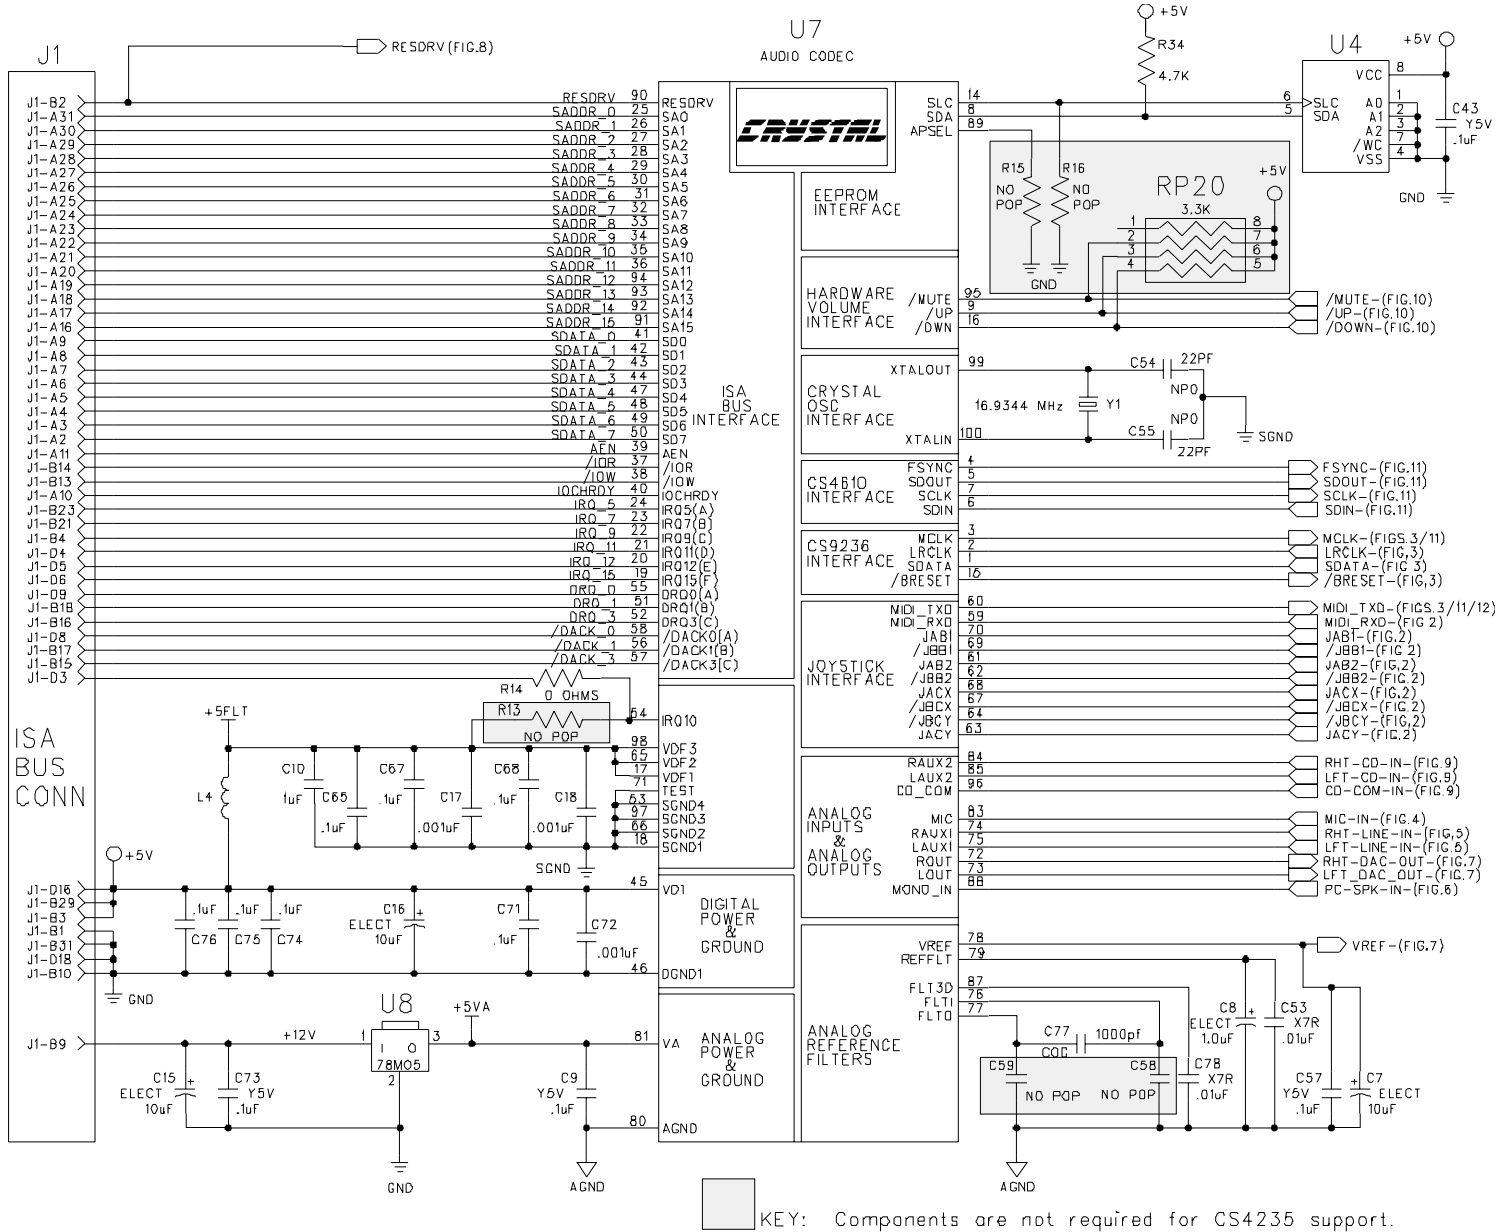 J1
RESDRV (FIG.8)
U7
AUDIO CODEC
+5V
R34
4.7K
U4
+5V
VCC 8
6 SLC A0 1
5 SDA A1 2
A2 3
/WC 7
VSS 4
C43
Y5V
.1uF
GND
J1-B2 RESDRV 90 RESDRV
J1-A31 SADDR_0 25 SA0
J1-A30 SADDR_1 26 SA1
J1-A29 SADDR_2 27 SA2
J1-A28 SADDR_3 28 SA3
J1-A27 SADDR_4 29 SA4
J1-A26 SADDR_5 30 SA5
J1-A25 SADDR_6 31 SA6
J1-A24 SADDR_7 32 SA7
J1-A23 SADDR_8 33 SA8
J1-A22 SADDR_9 34 SA9
J1-A21 SADDR_10 35 SA10
J1-A20 SADDR_11 36 SA11
J1-A19 SADDR_12 94 SA12
J1-A18 SADDR_13 93 SA13
J1-A17 SADDR_14 92 SA14
J1-A16 SADDR_15 91 SA15
J1-A9 SDATA_0 41 SD0
J1-A8 SDATA_1 42 SD1
J1-A7 SDATA_2 43 SD2
J1-A6 SDATA_3 44 SD3
J1-A5 SDATA_4 47 SD4
J1-A4 SDATA_5 48 SD5
J1-A3 SDATA_6 49 SD6
J1-A2 SDATA_7 50 SD7
J1-A11 AEN 39 AEN
J1-B14 /IOR 37 /IOR
J1-B13 /IOW 38 /IOW
J1-A10 IOCHRDY 40 IOCHRDY
J1-B23 IRQ_5 24 IRQ5(A)
J1-B21 IRQ_7 23 IRQ7(B)
J1-B4 IRQ_9 22 IRQ9(C)
J1-D4 IRQ_11 21 IRQ11(D)
J1-D5 IRQ_12 20 IRQ12(E)
J1-D6 IRQ_15 19 IRQ15(F)
J1-D9 DRQ_0 55 DRQ0(A)
J1-B18 DRQ_1 51 DRQ1(B)
J1-B16 DRQ_3 52 DRQ3(C)
J1-D8 /DACK_0 58 /DACK0[A)
J1-B17 /DACK_1 56 /DACK1(B)
J1-B15 /DACK_3 57 /DACK3[C)
J1-D3
R14
0 OHMS
R13
NO POP
54 IRQ10
98 VDF3
65 VDF2
17 VDF1
71 TEST
53 SGND4
97 SGND3
66 SGND2
18 SGND1
ISA
BUS
INTERFACE
CRYSTAL
EEPROM
INTERFACE
SLC 14
SDA 8
APSEL 89
R15
NO
POP
R16
NO
POP
GND
RP20
3.3K
+5V
1 8
2 7
3 6
4 5
HARDWARE
VOLUME
INTERFACE
/MUTE 95 /MUTE-(FIG.10)
/UP 9 /UP-(FIG.10)
/DWN 16 /DOWN-(FIG.10)
CRYSTAL
OSC
INTERFACE
XTALOUT 99
XTALIN 100
16.9344 MHz Y1
C54 22PF
NPO
NPO
C55 22PF
SGND
CS4610
INTERFACE
FSYNC 4 FSYNC-(FIG.11)
SDOUT 5 SDOUT-(FIG.11)
SCLK 7 SCLK-(FIG.11)
SDIN 6 SDIN-(FIG.11)
CS9236
INTERFACE
MCLK 3 MCLK-(FIGS.3/11)
LRCLK 2 LRCLK-(FIG,3)
SDATA 1 SDATA-(FIG 3)
/BRESET 15 /BRESET-(FIG,3)
JOYSTICK
INTERFACE
MIDI_TXD 60 MIDI_TXD-(FIGS.3/11/12)
MIDI_RXD 59 MIDI_RXD-(FIG 2)
JAB1 70 JAB1-(FIG.2)
/JBB1 69 /JBB1-(FIG 2)
JAB2 61 JAB2-(FIG,2)
/JBB2 62 /JBB2-(FIG.2)
JACX 68 JACX-(FIG.2)
/JBCX 67 /JBCX-(FIG 2)
/JBCY 64 /JBCY-(FIG,2)
JACY 63 JACY-(FIG.2)
ANALOG
INPUTS
&
ANALOG
OUTPUTS
RAUX2 84 RHT-CD-IN-(FIG.9)
LAUX2 85 LFT-CD-IN-(FIG.9)
CD_COM 96 CD-COM-IN-(FIG.9)
MIC 83 MIC-IN-(FIG.4)
RAUX1 74 RHT-LINE-IN-(FIG,5)
LAUX1 75 LFT-LINE-IN-(FIG.5)
ROUT 72 RHT-DAC-OUT-(FIG.7)
LOUT 73 LFT_DAC_OUT-(FIG.7)
MONO_IN 88 PC-SPK-IN-(FIG.6)
ANALOG
REFERENCE
FILTERS
VREF 78 VREF-(FIG.7)
REFFLT 79
FLT3D 87
FLTI 76
FLTO 77
C77 1000pf
COG
C59
NO POP
C58
NO POP
C78
X7R
.01uF
C8
ELECT
1.0uF
C53
X7R
.01uF
C57
Y5V
.1uF
C7
ELECT
10uF
AGND
ISA
BUS
CONN
+5FLT
L4
C10
1uF
C65
.1uF
C67
.1uF
C17
.001uF
C68
.1uF
C18
.001uF
SGND
+5V
J1-D16
J1-B29
J1-B3
J1-B1
J1-B31
J1-D18
J1-B10
GND
.1uF
C76
.1uF
C75
.1uF
C74
C16
ELECT
10uF
C71
.1uF
C72
.001uF
45 VD1
46 DGND1
DIGITAL
POWER
&
GROUND
J1-B9
+12V
U8
1 I O 3
78M05
2
+5VA
C15
ELECT
10uF
C73
Y5V
.1uF
C9
Y5V
.1uF
81 VA
80 AGND
ANALOG
POWER
&
GROUND
GND
AGND
KEY: Components are not required for CS4235 support.